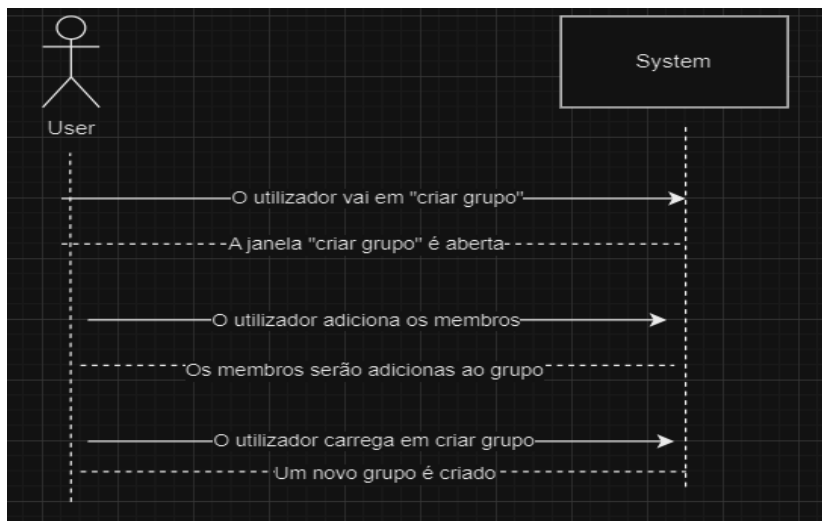 System
User
O utilizador vai em "criar grupo"
A janela "criar grupo" é aberta
O utilizador adiciona os membros
Os membros serão adicionas ao grupo
O utilizador carrega em criar grupo
Um novo grupo é criado